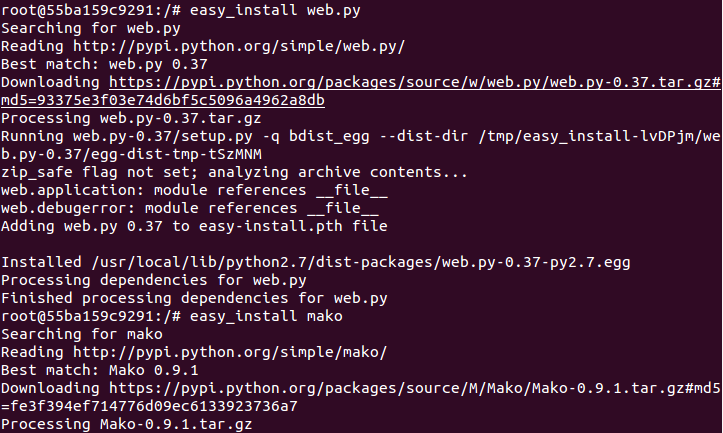 root@55ba159c9291:/# easy_install web.py
Searching for web.py
Reading http://pypi.python.org/simple/web.py/
Best match: web.py 0.37
Downloading https://pypi.python.org/packages/source/w/web.py/web.py-0.37.tar.gz#
md5=93375e3f03e74d6bf5c5096a4962a8db
Processing web.py-0.37.tar.gz
Running web.py-0.37/setup.py -q bdist_egg --dist-dir /tmp/easy_install-lvDPjm/we
b.py-0.37/egg-dist-tmp-tSzMNM
zip_safe flag not set; analyzing archive contents...
web.application: module references __file__
web.debugerror: module references __file__
Adding web.py 0.37 to easy-install.pth file
Installed /usr/local/lib/python2.7/dist-packages/web.py-0.37-py2.7.egg
Processing dependencies for web.py
Finished processing dependencies for web.py
root@55ba159c9291:/# easy_install mako
Searching for mako
Reading http://pypi.python.org/simple/mako/
Best match: Mako 0.9.1
Downloading https://pypi.python.org/packages/source/M/Mako/Mako-0.9.1.tar.gz#md5
=fe3f394ef714776d09ec6133923736a7
Processing Mako-0.9.1.tar.gz